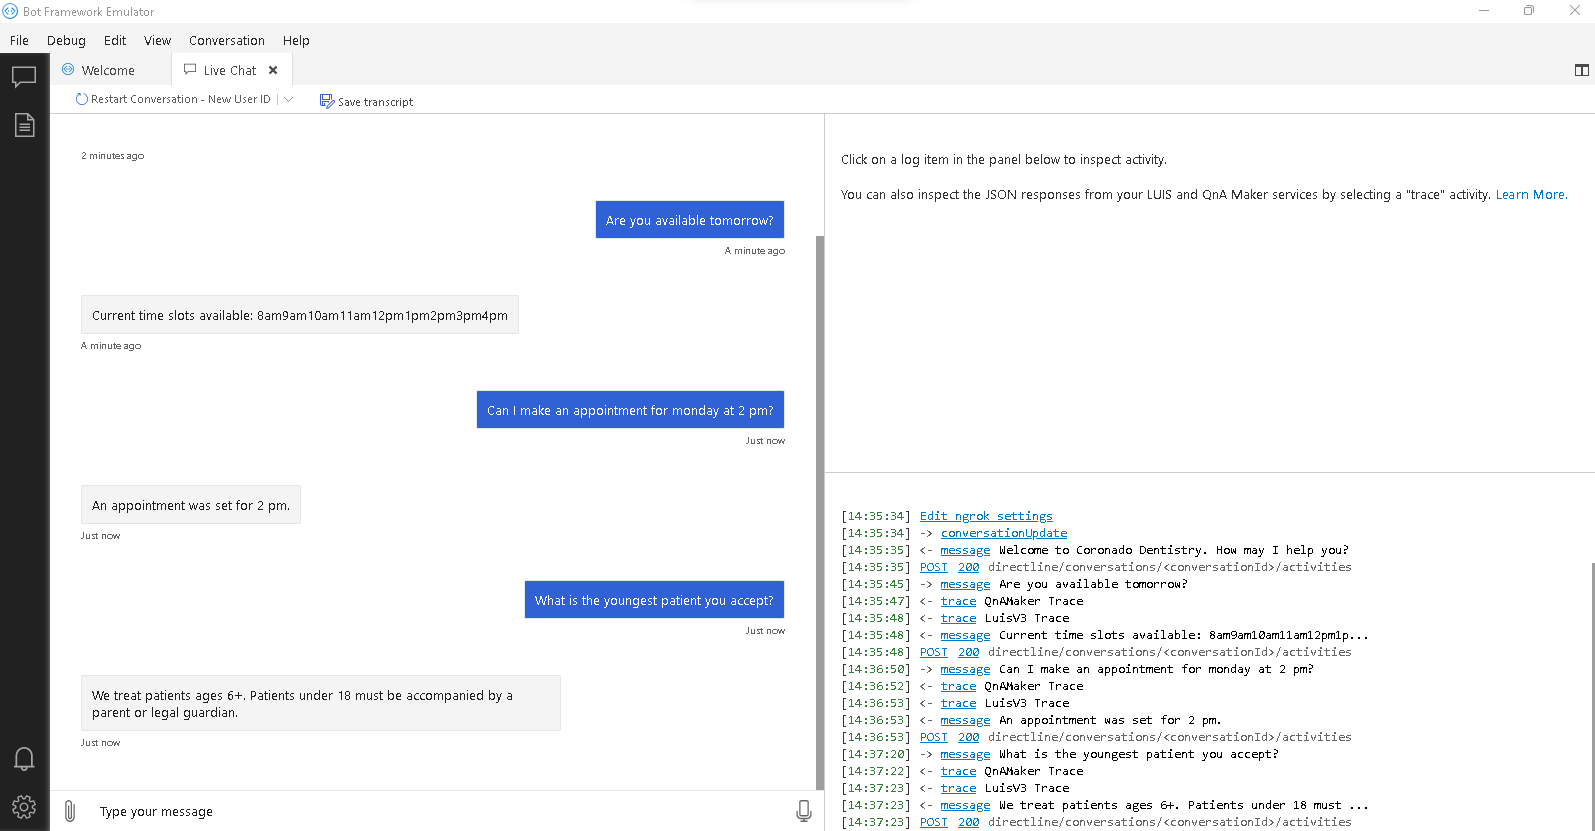 Bot Framework Emulator
File Debug Edit View Conversation Help
Welcome Live Chat
Restart Conversation - New User ID Save transcript
2 minutes ago
Are you available tomorrow?
A minute ago
Current time slots available: 8am9am10am11am12pm1pm2pm3pm4pm
A minute ago
Can I make an appointment for monday at 2 pm?
Just now
An appointment was set for 2 pm.
Just now
What is the youngest patient you accept?
Just now
We treat patients ages 6+. Patients under 18 must be accompanied by a
parent or legal guardian.
Just now
Type your message
Click on a log item in the panel below to inspect activity.
You can also inspect the JSON responses from your LUIS and QnA Maker services by selecting a "trace" activity. Learn More.
[14:35:34] Edit ngrok settings
[14:35:34] -> conversationUpdate
[14:35:35] <- message Welcome to Coronado Dentistry. How may I help you?
[14:35:35] POST 200 directline/conversations/<conversationId>/activities
[14:35:45] -> message Are you available tomorrow?
[14:35:47] <- trace QnAMaker Trace
[14:35:48] <- trace LuisV3 Trace
[14:35:48] <- message Current time slots available: 8am9am10am11am12pm1p...
[14:35:48] POST 200 directline/conversations/<conversationId>/activities
[14:36:50] -> message Can I make an appointment for monday at 2 pm?
[14:36:52] <- trace QnAMaker Trace
[14:36:53] <- trace LuisV3 Trace
[14:36:53] <- message An appointment was set for 2 pm.
[14:36:53] POST 200 directline/conversations/<conversationId>/activities
[14:37:20] -> message What is the youngest patient you accept?
[14:37:22] <- trace QnAMaker Trace
[14:37:23] <- trace LuisV3 Trace
[14:37:23] <- message We treat patients ages 6+. Patients under 18 must ...
[14:37:23] POST 200 directline/conversations/<conversationId>/activities